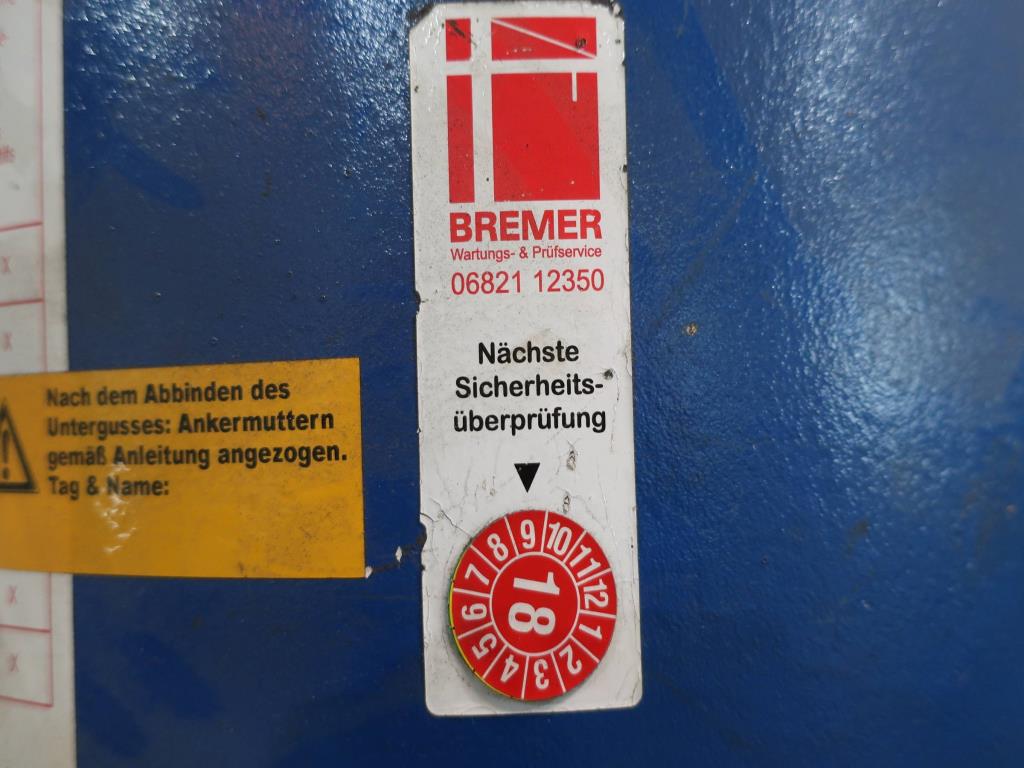 BREMER
Wartungs- & Prüfservice
06821 12350
Nächste
Sicherheits-
überprüfung
1 2 3 4 5 6 7 8 9 10 11 12
18
Nach dem Abbinden des
Untergusses: Ankermuttern
gemäß Anleitung angezogen.
Tag & Name: